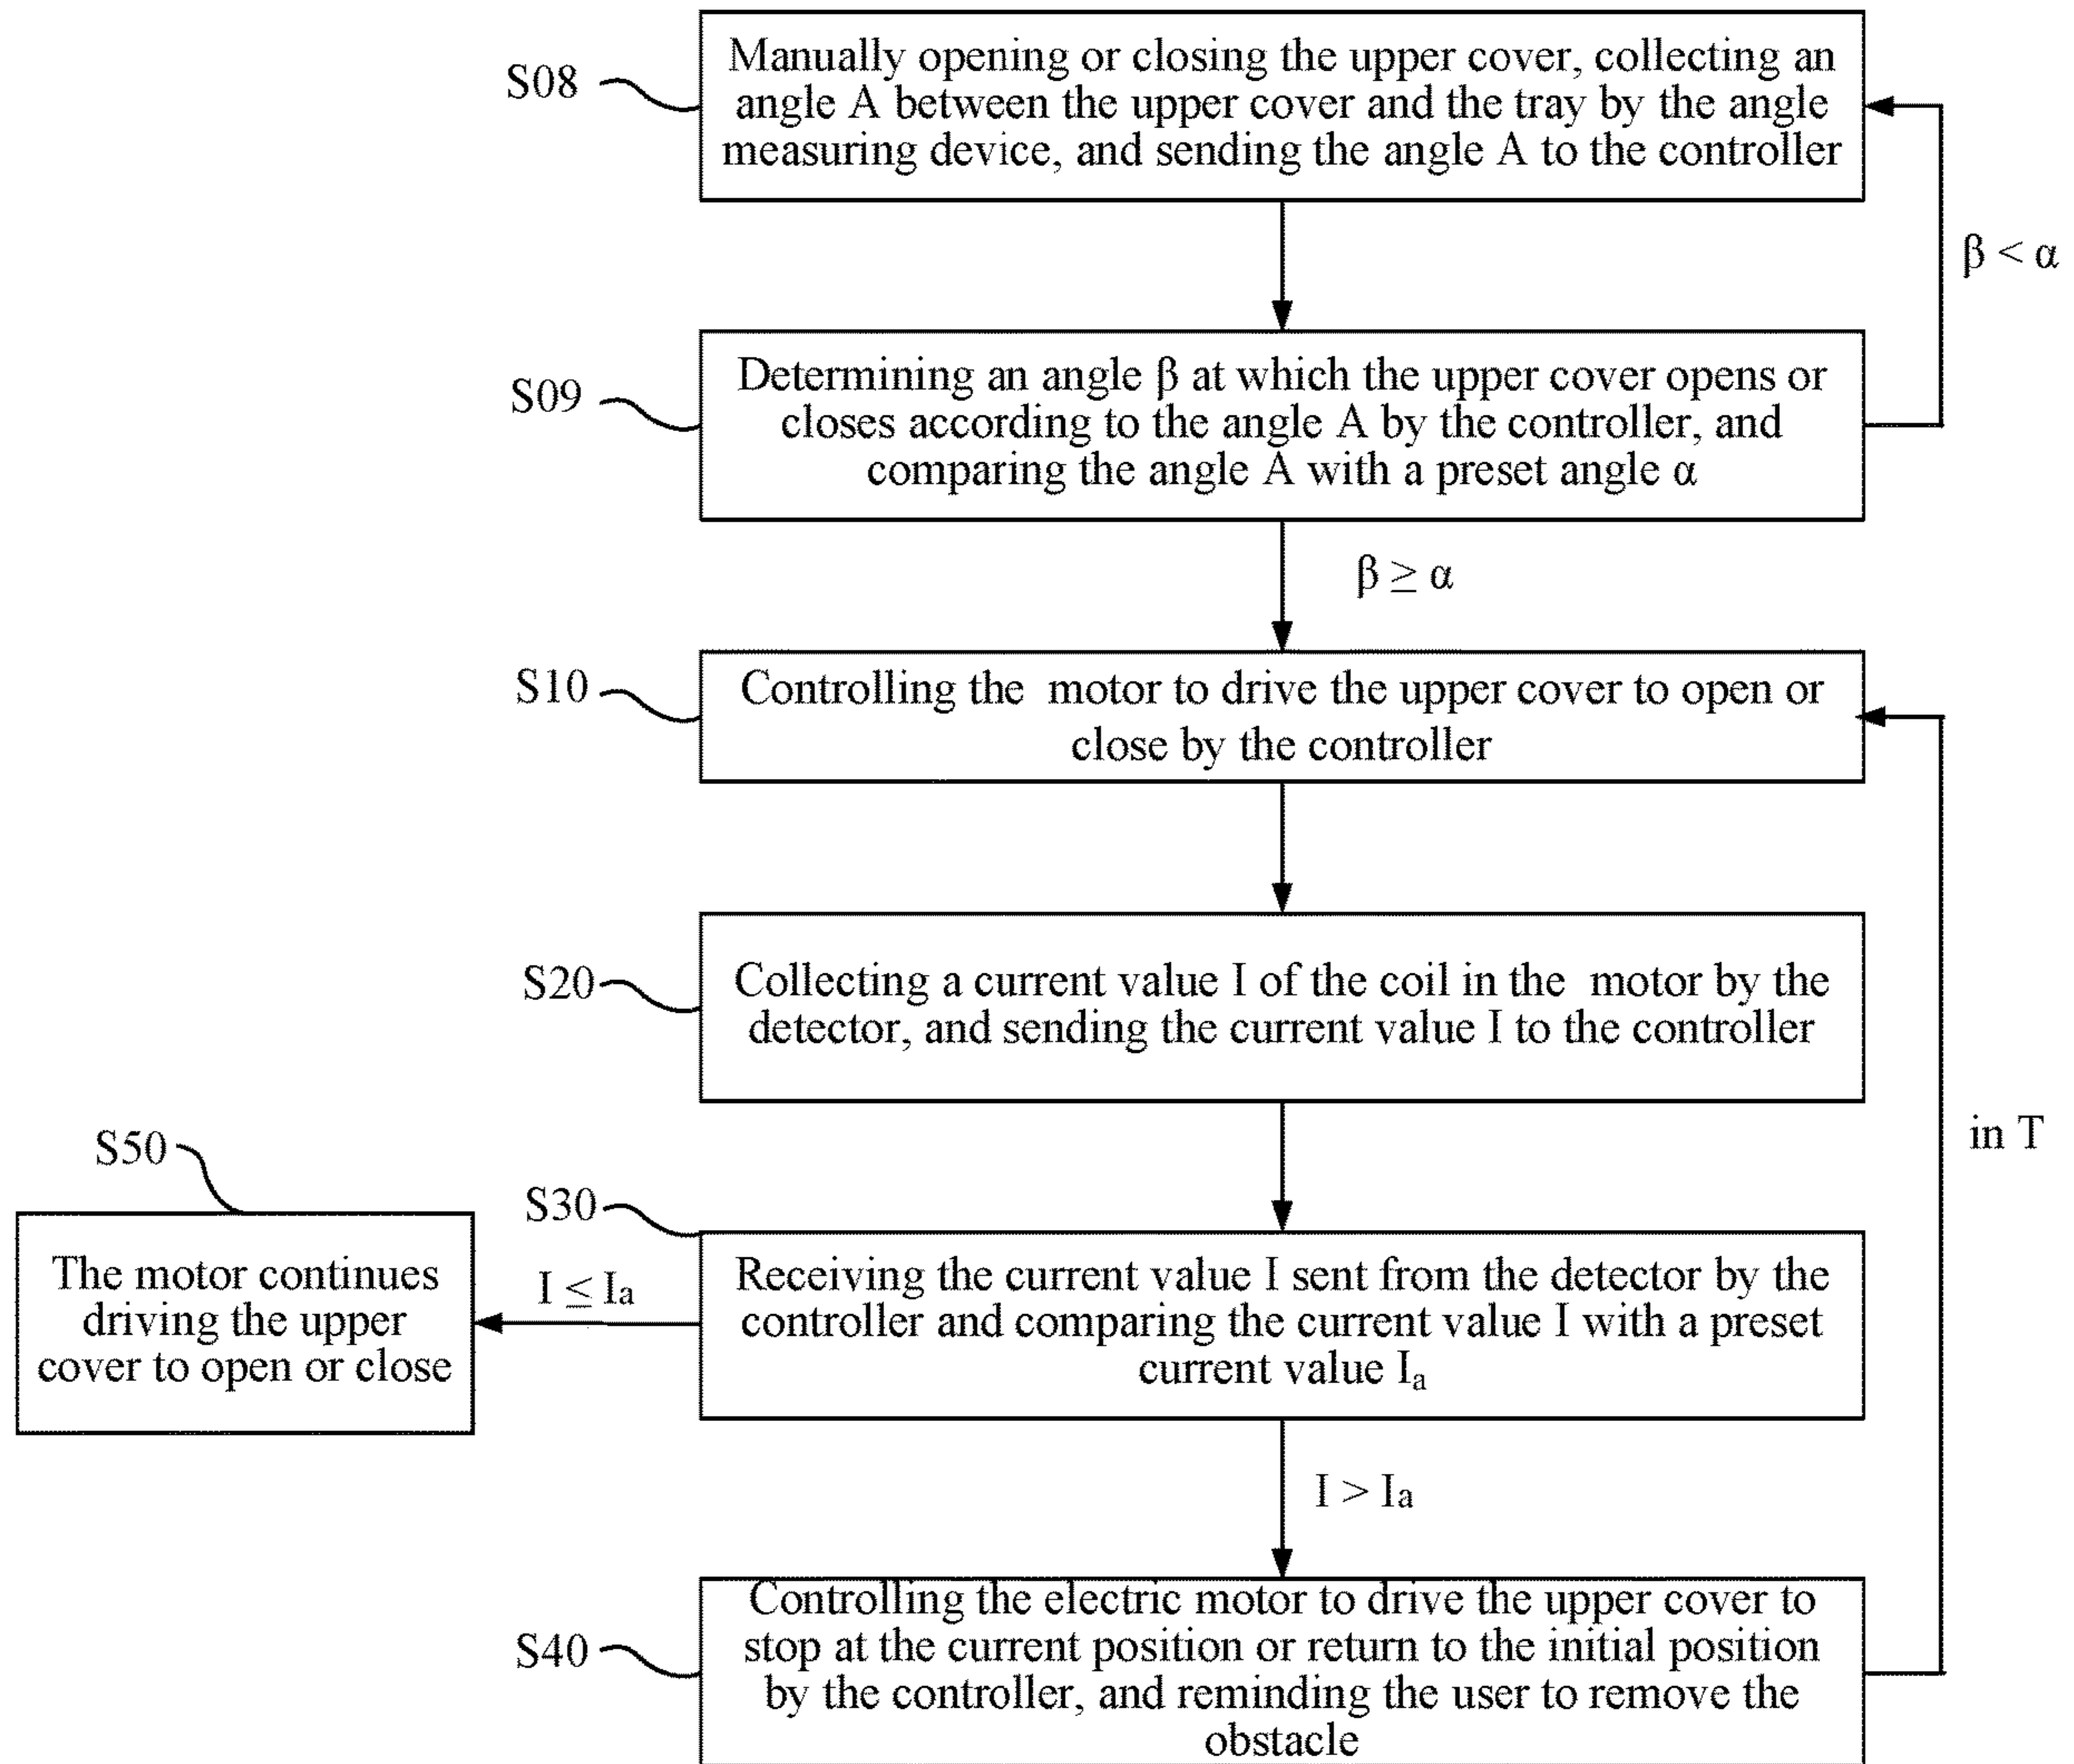 S08
Manually opening or closing the upper cover, collecting an
angle A between the upper cover and the tray by the angle
measuring device, and sending the angle A to the controller
β < α
S09
Determining an angle β at which the upper cover opens or
closes according to the angle A by the controller, and
comparing the angle A with a preset angle α
β ≥ α
S10
Controlling the motor to drive the upper cover to open or
close by the controller
S20
Collecting a current value I of the coil in the motor by the
detector, and sending the current value I to the controller
in T
S50
The motor continues
driving the upper
cover to open or close
I ≤ Ia
S30
Receiving the current value I sent from the detector by the
controller and comparing the current value I with a preset
current value Ia
I > Ia
S40
Controlling the electric motor to drive the upper cover to
stop at the current position or return to the initial position
by the controller, and reminding the user to remove the
obstacle